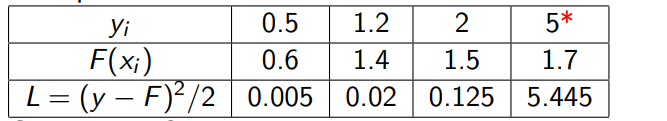 yᵢ 0.5 1.2 2 5*
F(xᵢ) 0.6 1.4 1.5 1.7
L = (y − F)²/2 0.005 0.02 0.125 5.445